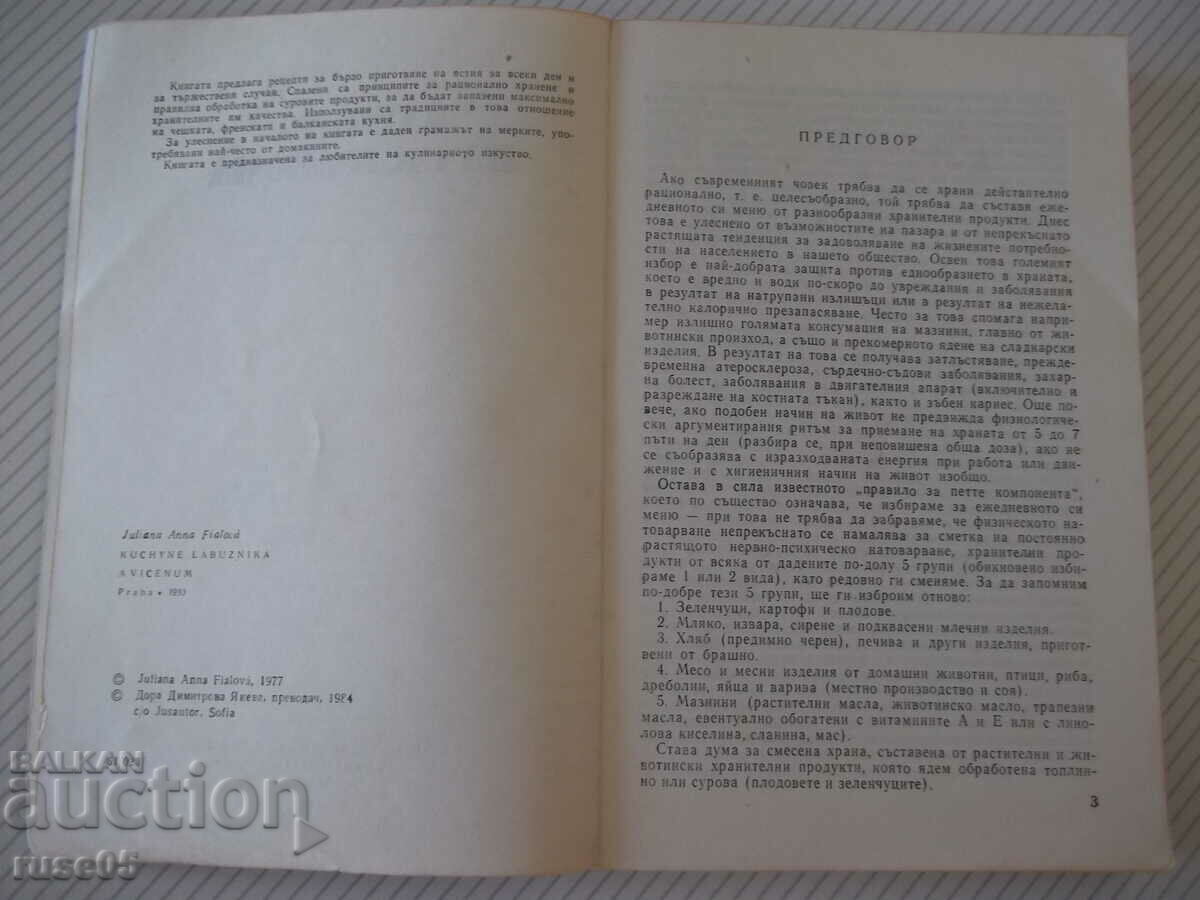 Книгата предлага рецепти за бързо приготвяне на ястия за всеки ден и
за тържествени случаи. Спазени са принципите за рационално хранене и
правилна обработка на суровите продукти, за да бъдат запазени максимално
хранителните им качества. Използувани са традициите в това отношение
на чешката, френската и балканската кухня.
За улеснение в началото на книгата е даден грамажът на мерките, упо-
требявани най-често от домакините.
Книгата е предназначена за любителите на кулинарното изкуство.
Juliana Anna Fialová
KUCHYNĚ LABUŽNIKA
AVICENUM
Praha •
© Juliana Anna Fialová, 1977
© Дора Димитрова Янева, преводач, 1984
c/o Jusautor, Sofia
ПРЕДГОВОР
Ако съвременният човек трябва да се храни действително
рационално, т. е. целесъобразно, той трябва да съставя еже-
дневното си меню от разнообразни хранителни продукти. Днес
това е улеснено от възможностите на пазара и от непрекъснато
растящата тенденция за задоволяване на жизнените потребно-
сти на населението в нашето общество. Освен това големият
избор е най-добрата защита против еднообразието в храната,
което е вредно и води по-скоро до увреждания и заболявания
в резултат на натрупани излишъци или в резултат на нежела-
телно калорично презапасяване. Често за това спомага напри-
мер излишно голямата консумация на мазнини, главно от жи-
вотински произход, а също и прекомерното ядене на сладкарски
изделия. В резултат на това се получава затлъстяване, прежде-
временна атеросклероза, сърдечно-съдови заболявания, захар-
на болест, заболявания в двигателния апарат (включително и
разреждане на костната тъкан), както и зъбен кариес. Още по-
вече, ако подобен начин на живот не предвижда физиологиче-
ски аргументирания ритъм за приемане на храната от 5 до 7
пъти на ден (разбира се, при неповишена обща доза), ако не
се съобразява с изразходваната енергия при работа или дви-
жение и с хигиеничния начин на живот изобщо.
Остава в сила известното „правило за петте компонента“,
което по същество означава, че избираме за ежедневното си
меню — при това не трябва да забравяме, че физическото на-
товарване непрекъснато се намалява за сметка на постоянно
растящото нервно-психическо натоварване, хранителни про-
дукти от всяка от дадените по-долу 5 групи (обикновено изби-
раме 1 или 2 вида), като редовно ги сменяме. За да запомним
по-добре тези 5 групи, ще ги изброим отново:
1. Зеленчуци, картофи и плодове.
2. Мляко, извара, сирене и подквасени млечни изделия.
3. Хляб (предимно черен), печива и други изделия, пригот-
вени от брашно.
4. Месо и месни изделия от домашни животни, птици, риба,
дреболии, яйца и варива (местно производство и соя).
5. Мазнини (растителни масла, животинско масло, трапезни
масла, евентуално обогатени с витамините А и Е или с лино-
лова киселина, сланина, мас).
Става дума за смесена храна, съставена от растителни и жи-
вотински хранителни продукти, която ядем обработена топлин-
но или сурова (плодовете и зеленчуците).
3
BALKAN
auction
ruse05